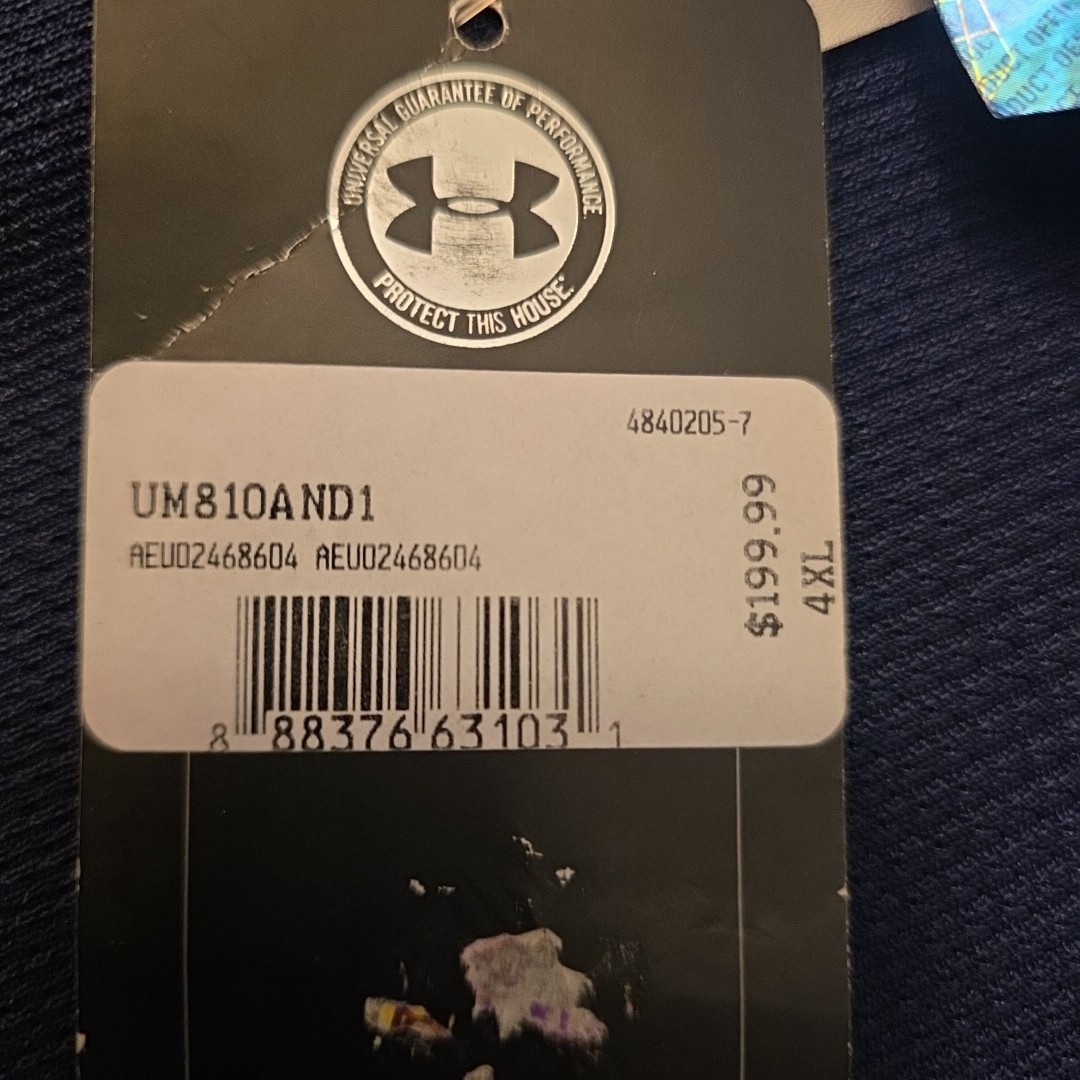 UNIVERSAL GUARANTEE OF PERFORMANCE.
PROTECT THIS HOUSE.
4840205-7
UM810AND1
AEU02468604 AEU02468604
$199.99
4XL
8 88376 63103 1
DUCT